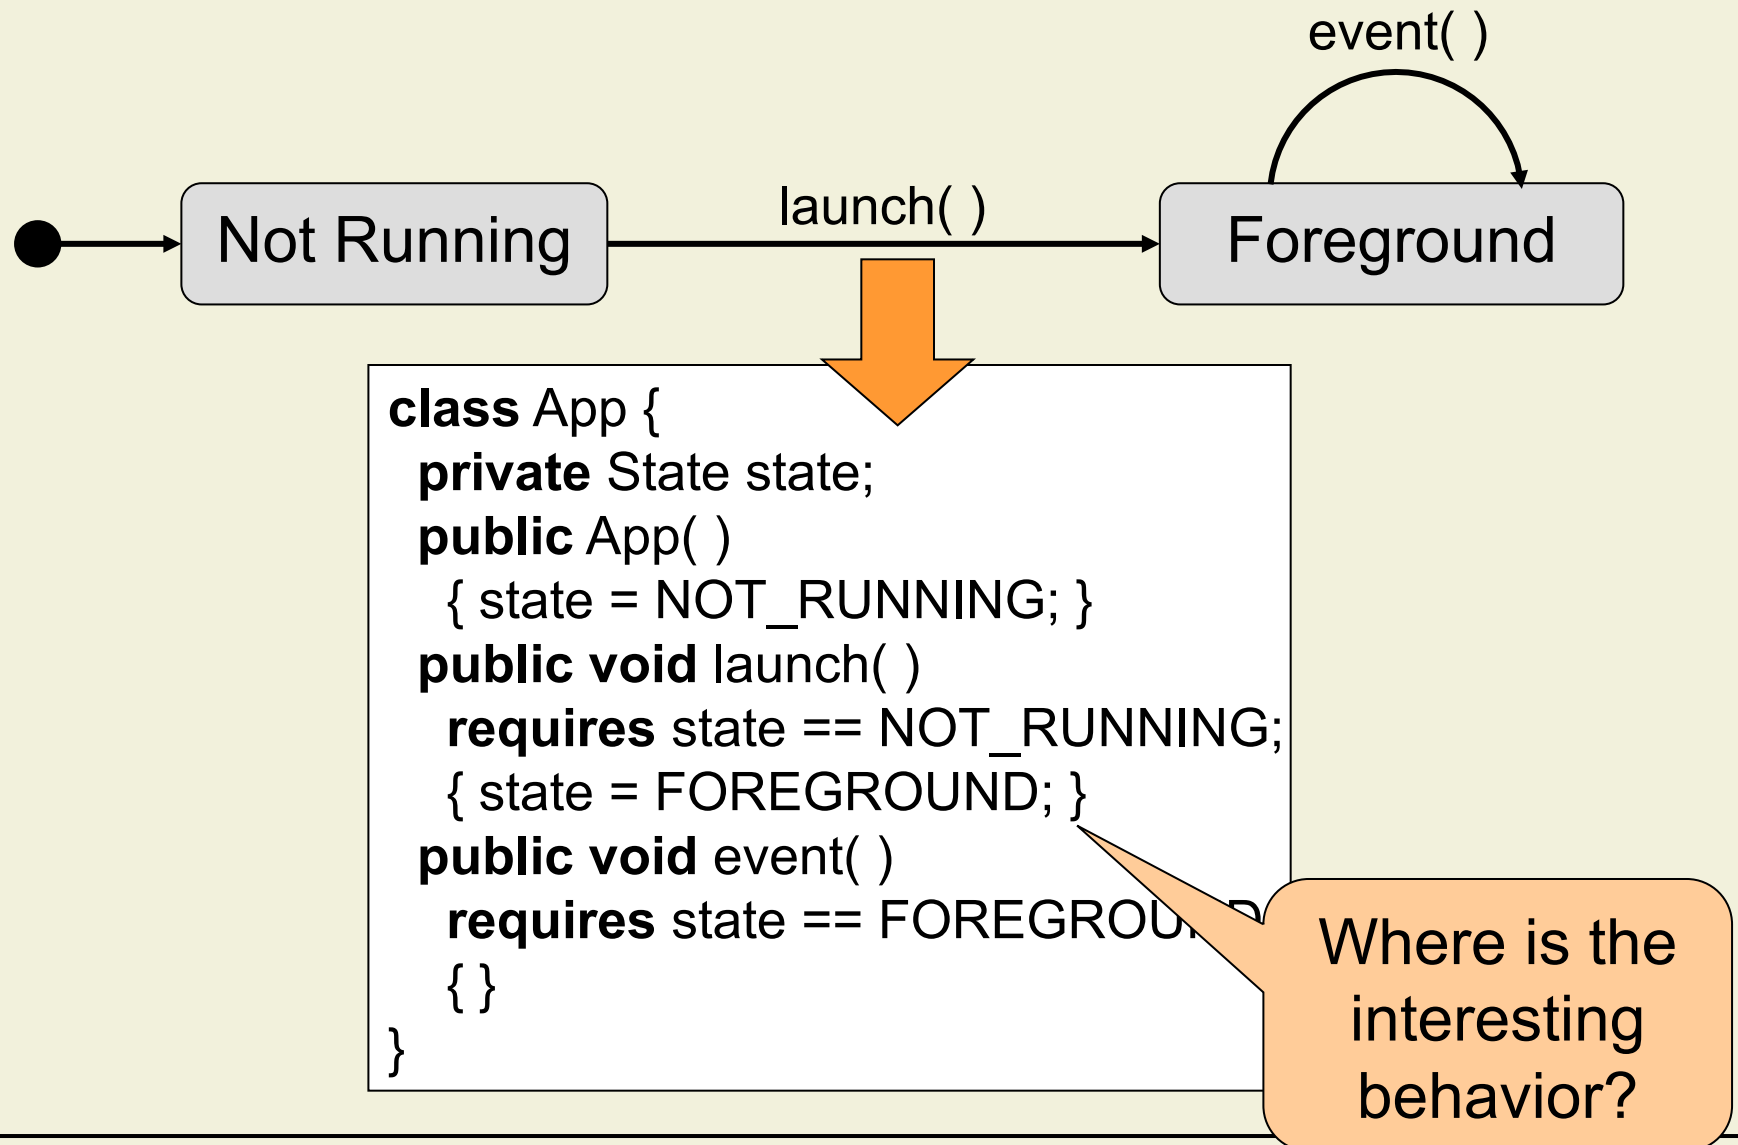 event( )
launch( )
Not Running
Foreground
class App {
private State state;
public App( )
{ state = NOT_RUNNING; }
public void launch( )
requires state == NOT_RUNNING;
{ state = FOREGROUND; }
public void event( )
requires state == FOREGROUND
{ }
}
Where is the
interesting
behavior?